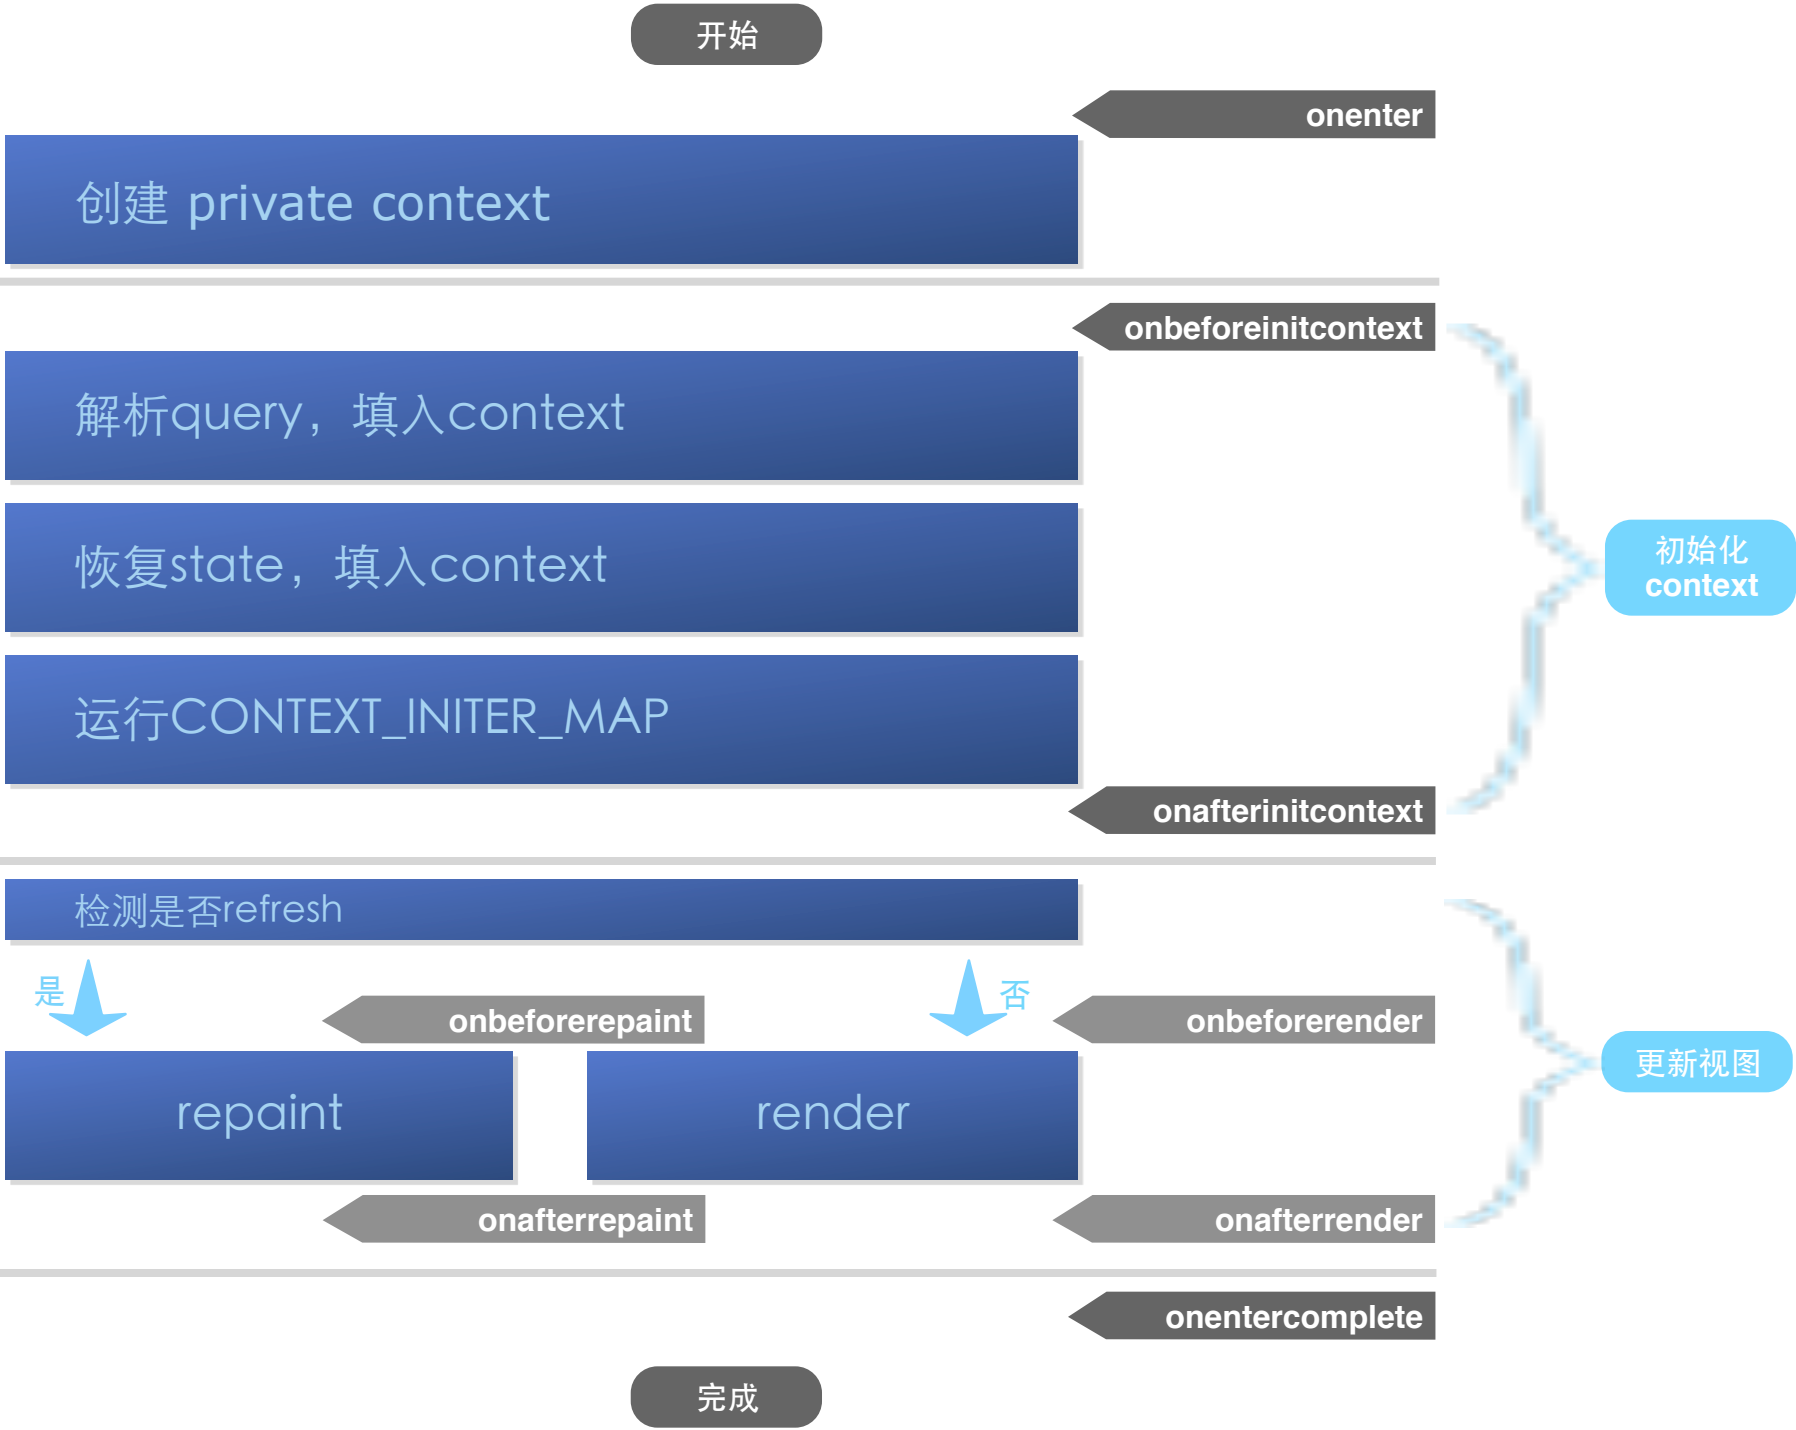 开始
onenter
创建 private context
onbeforeinitcontext
解析query，填入context
恢复state，填入context
初始化
context
运行CONTEXT_INITER_MAP
onafterinitcontext
检测是否refresh
是
否
onbeforerepaint
onbeforerender
更新视图
repaint
render
onafterrepaint
onafterrender
onentercomplete
完成